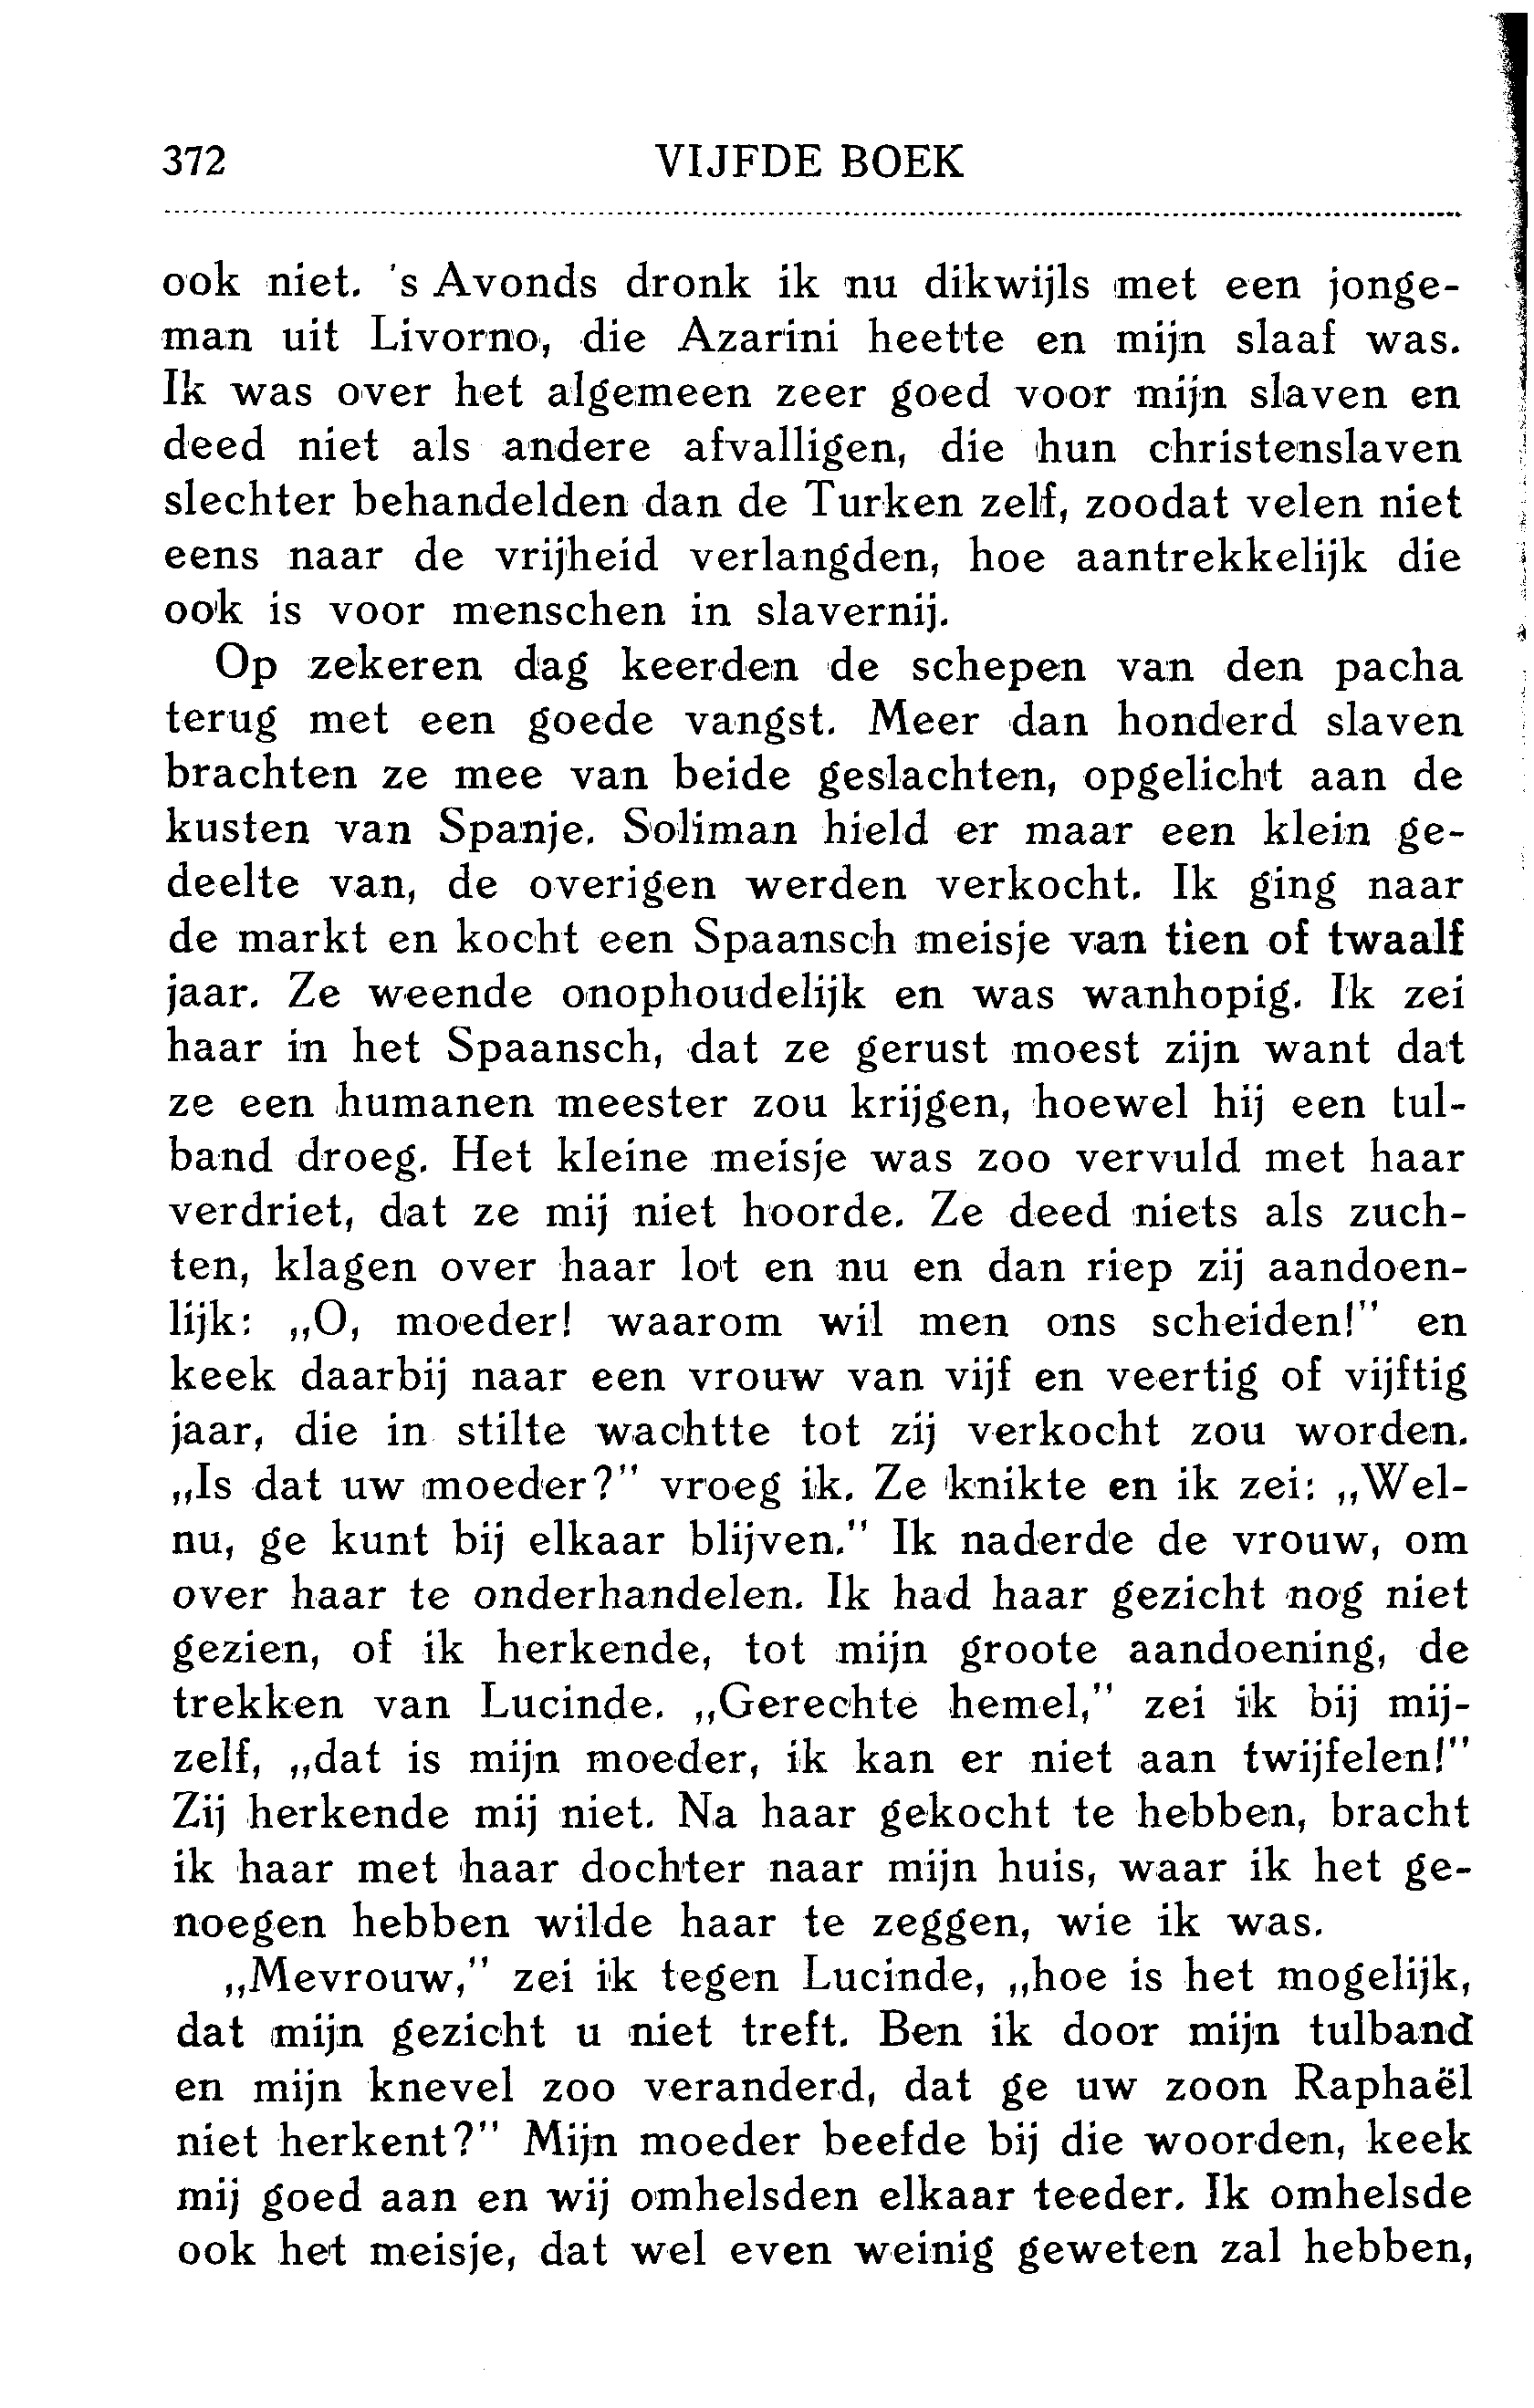 372 VIJFDE BOEK
ook niet. 's Avonds dronk ik nu dikwijls met een jonge-
man uit Livorno, die Azarini heette en mijn slaaf was.
Ik was over het algemeen zeer goed voor mijn slaven en
deed niet als andere afvalligen, die hun christenslaven
slechter behandelden dan de Turken zelf, zoodat velen niet
eens naar de vrijheid verlangden, hoe aantrekkelijk die
ook is voor menschen in slavernij.
Op zekeren dag keerden de schepen van den pacha
terug met een goede vangst. Meer dan honderd slaven
brachten ze mee van beide geslachten, opgelicht aan de
kusten van Spanje. Soliman hield er maar een klein ge-
deelte van, de overigen werden verkocht. Ik ging naar
de markt en kocht een Spaansch meisje van tien of twaalf
jaar. Ze weende onophoudelijk en was wanhopig. Ik zei
haar in het Spaansch, dat ze gerust moest zijn want dat
ze een humanen meester zou krijgen, hoewel hij een tul-
band droeg. Het kleine meisje was zoo vervuld met haar
verdriet, dat ze mij niet hoorde. Ze deed niets als zuch-
ten, klagen over haar lot en nu en dan riep zij aandoen-
lijk: „O, moeder! waarom wil men ons scheiden!" en
keek daarbij naar een vrouw van vijf en veertig of vijftig
jaar, die in stilte wachtte tot zij verkocht zou worden.
„Is dat uw moeder?" vroeg ik. Ze knikte en ik zei: „Wel-
nu, ge kunt bij elkaar blijven." Ik naderde de vrouw, om
over haar te onderhandelen. Ik had haar gezicht nog niet
gezien, of ik herkende, tot mijn groote aandoening, de
trekken van Lucinde. „Gerechte hemel," zei ik bij mij-
zelf, „dat is mijn moeder, ik kan er niet aan twijfelen!"
Zij herkende mij niet. Na haar gekocht te hebben, bracht
ik haar met haar dochter naar mijn huis, waar ik het ge-
noegen hebben wilde haar te zeggen, wie ik was.
„Mevrouw," zei ik tegen Lucinde, „hoe is het mogelijk,
dat mijn gezicht u niet treft. Ben ik door mijn tulband
en mijn knevel zoo veranderd, dat ge uw zoon Raphaël
niet herkent?" Mijn moeder beefde bij die woorden, keek
mij goed aan en wij omhelsden elkaar teeder. Ik omhelsde
ook het meisje, dat wel even weinig geweten zal hebben,